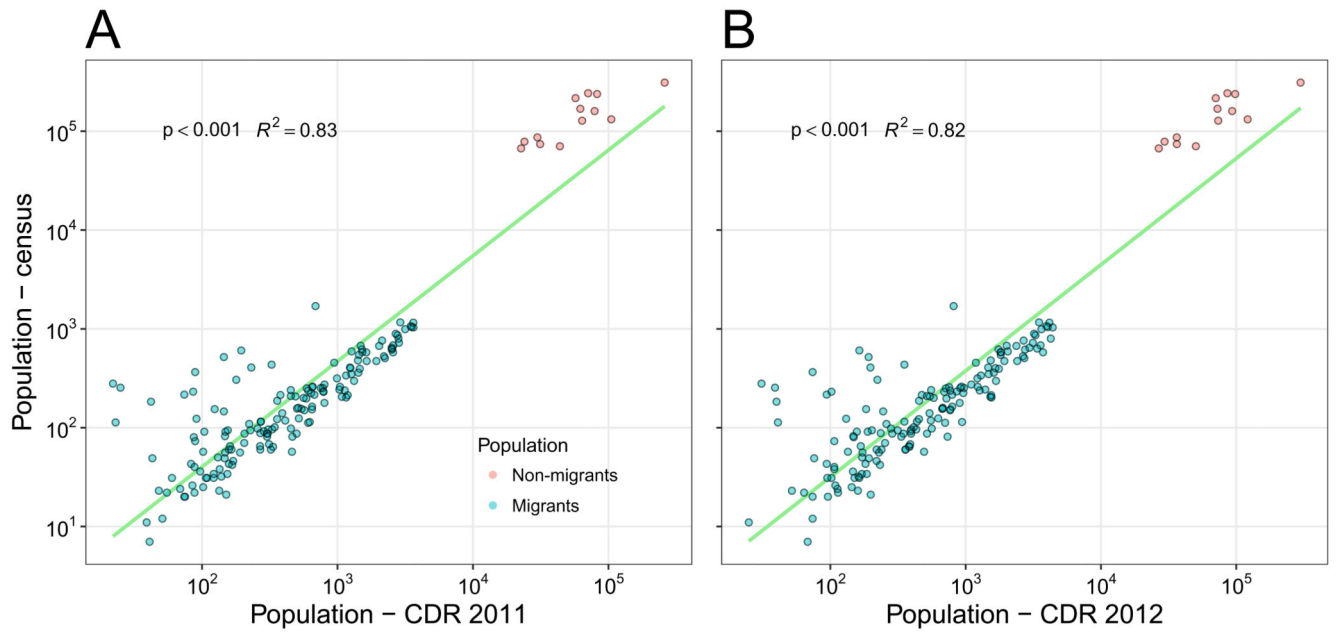 A
B
p < 0.001 R² = 0.83
p < 0.001 R² = 0.82
Population − census
10⁵
10⁴
10³
10²
10¹
Population
Non-migrants
Migrants
10² 10³ 10⁴ 10⁵
10² 10³ 10⁴ 10⁵
Population − CDR 2011
Population − CDR 2012